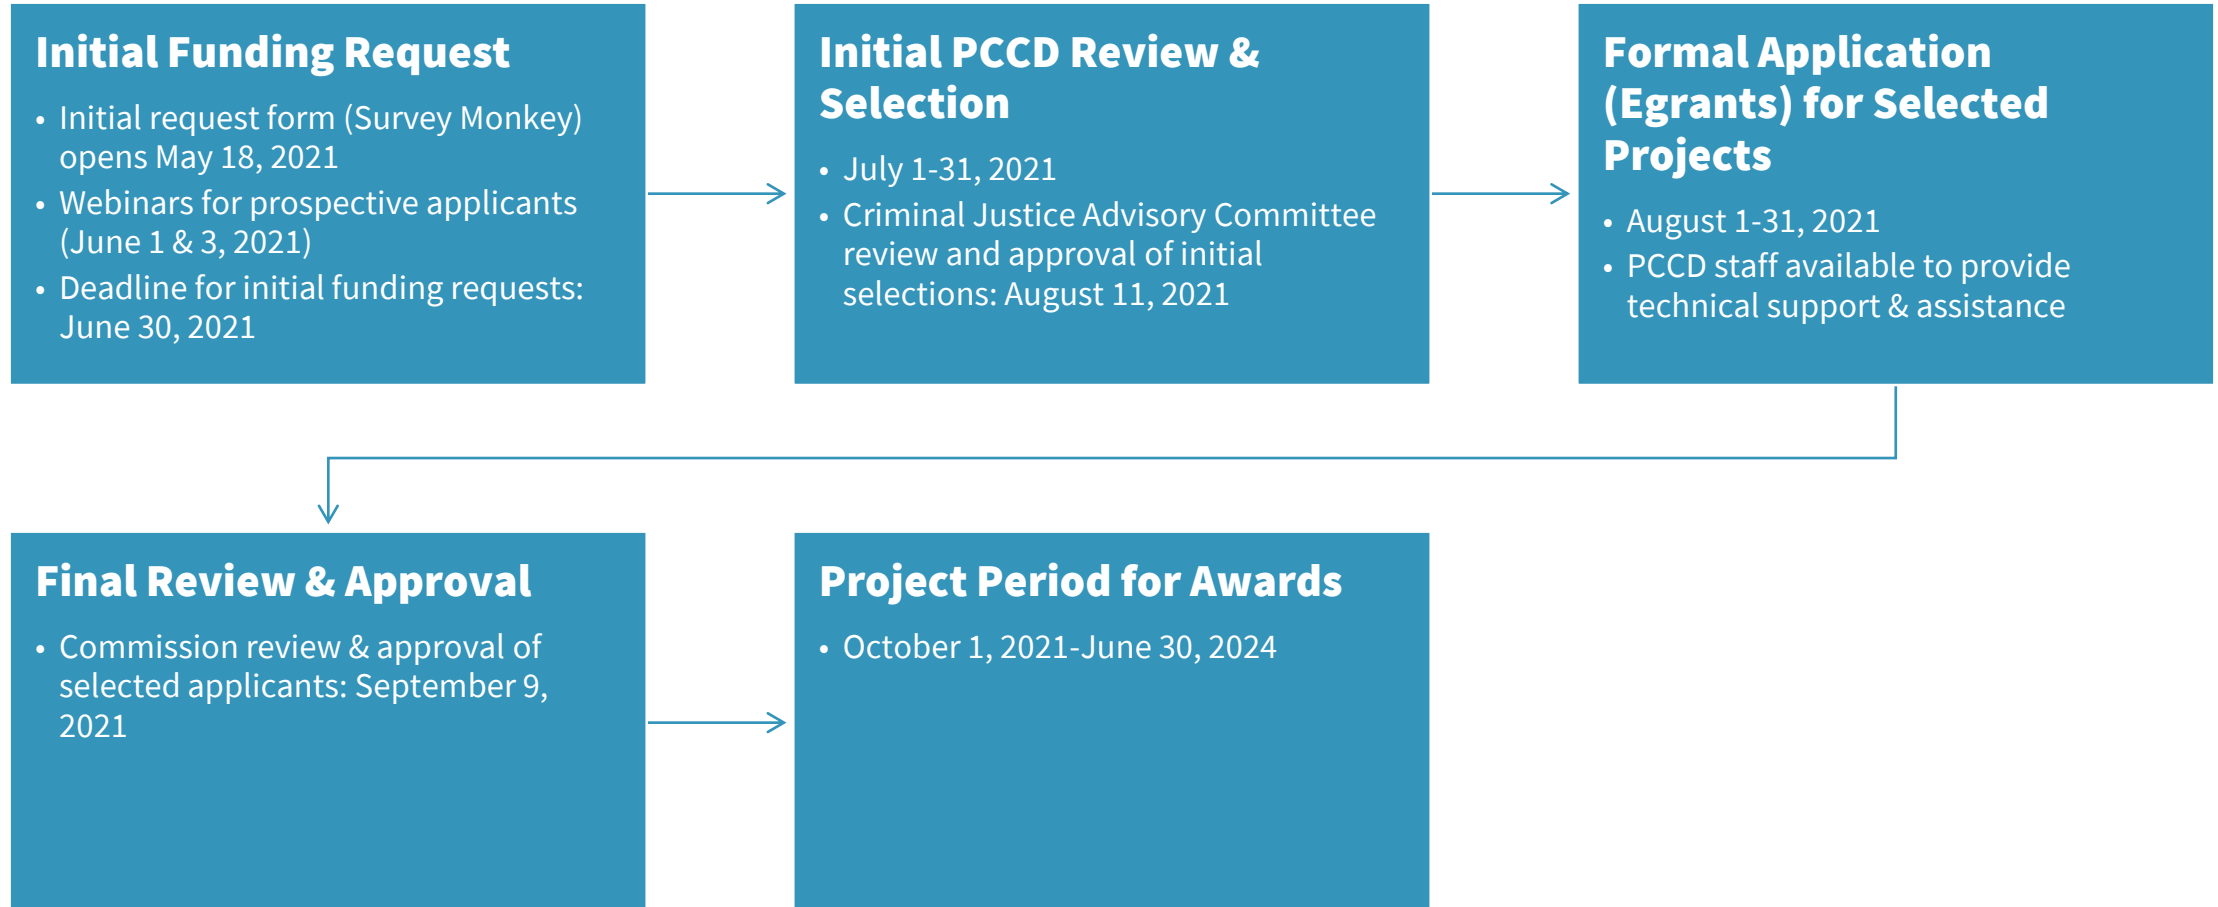 Initial Funding Request
• Initial request form (Survey Monkey)
opens May 18, 2021
• Webinars for prospective applicants
(June 1 & 3, 2021)
• Deadline for initial funding requests:
June 30, 2021
Initial PCCD Review &
Selection
• July 1-31, 2021
• Criminal Justice Advisory Committee
review and approval of initial
selections: August 11, 2021
Formal Application
(Egrants) for Selected
Projects
• August 1-31, 2021
• PCCD staff available to provide
technical support & assistance
Final Review & Approval
• Commission review & approval of
selected applicants: September 9,
2021
Project Period for Awards
• October 1, 2021-June 30, 2024